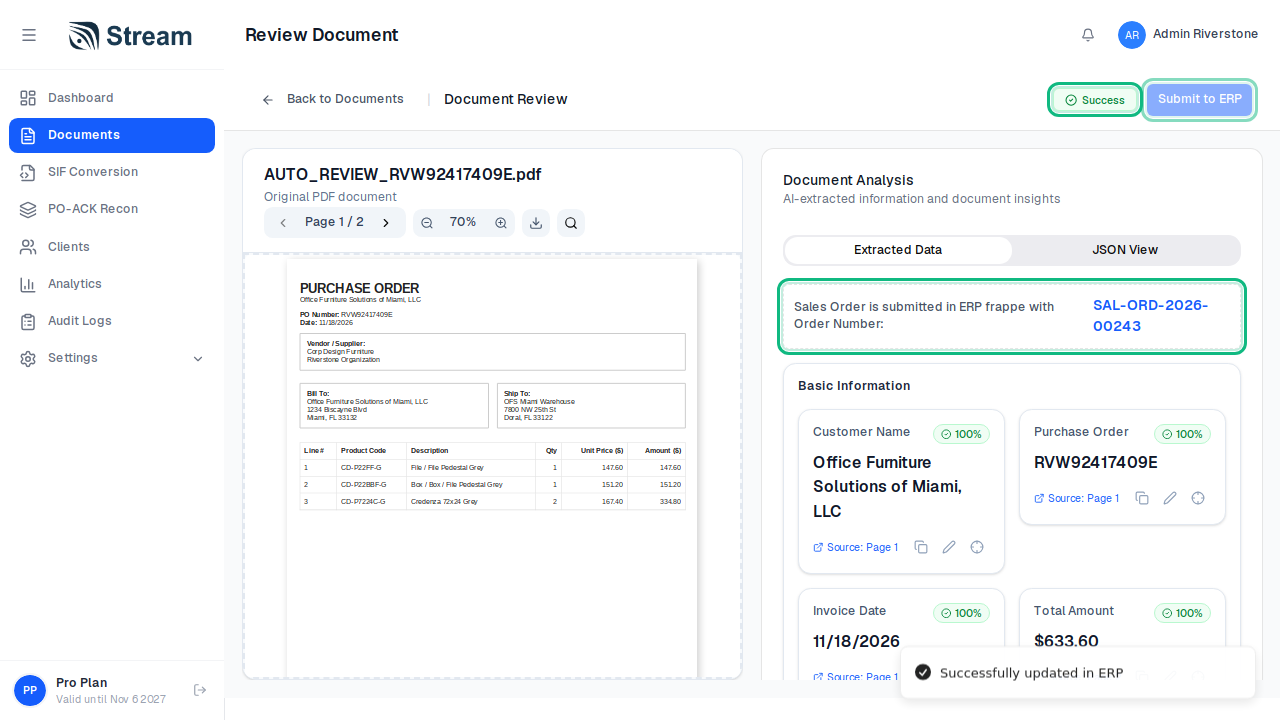 Stream
Review Document
AR
Admin Riverstone
Dashboard
Documents
SIF Conversion
PO-ACK Recon
Clients
Analytics
Audit Logs
Settings
PP
Pro Plan
Valid until Nov 6 2027
Back to Documents
Document Review
Success
Submit to ERP
AUTO_REVIEW_RVW92417409E.pdf
Original PDF document
Page 1 / 2
70%
PURCHASE ORDER
Office Furniture Solutions of Miami, LLC
PO Number: RVW92417409E
Date: 11/18/2026
Vendor / Supplier:
Corp Design Furniture
Riverstone Organization
Bill To:
Office Furniture Solutions of Miami, LLC
1234 Biscayne Blvd
Miami, FL 33132
Ship To:
OFS Miami Warehouse
7800 NW 25th St
Doral, FL 33122
Line # Product Code Description Qty Unit Price ($) Amount ($)
1 CD-P22FF-G File / File Pedestal Grey 1 147.60 147.60
2 CD-P22BBF-G Box / Box / File Pedestal Grey 1 151.20 151.20
3 CD-P7224C-G Credenza 72x24 Grey 2 167.40 334.80
Document Analysis
AI-extracted information and document insights
Extracted Data
JSON View
Sales Order is submitted in ERP frappe with
Order Number:
SAL-ORD-2026-
00243
Basic Information
Customer Name
100%
Office Furniture
Solutions of Miami,
LLC
Source: Page 1
Purchase Order
100%
RVW92417409E
Source: Page 1
Invoice Date
100%
11/18/2026
Source: Page 1
Total Amount
100%
$633.60
Successfully updated in ERP